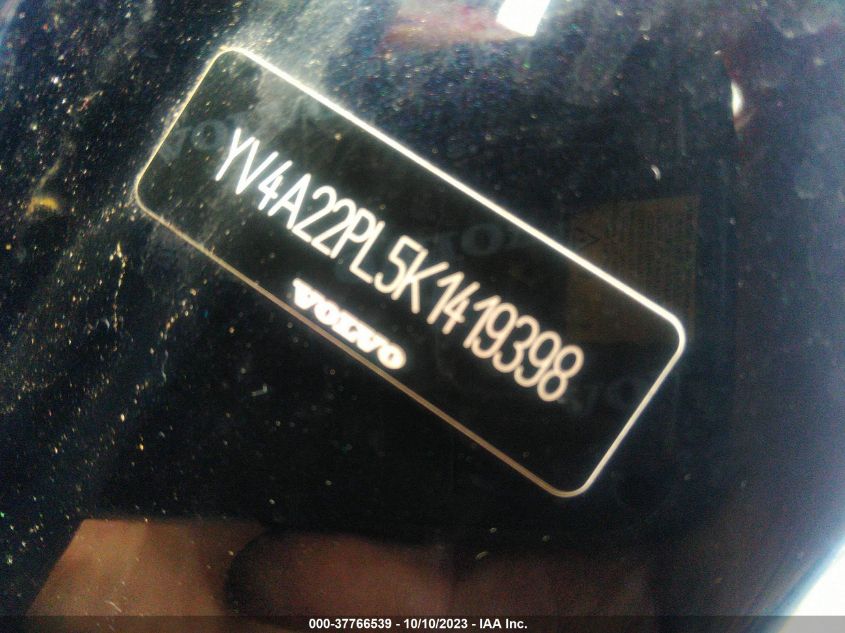 YV4A22PL5K1419398
VOLVO
000-37766539 - 10/10/2023 - IAA Inc.